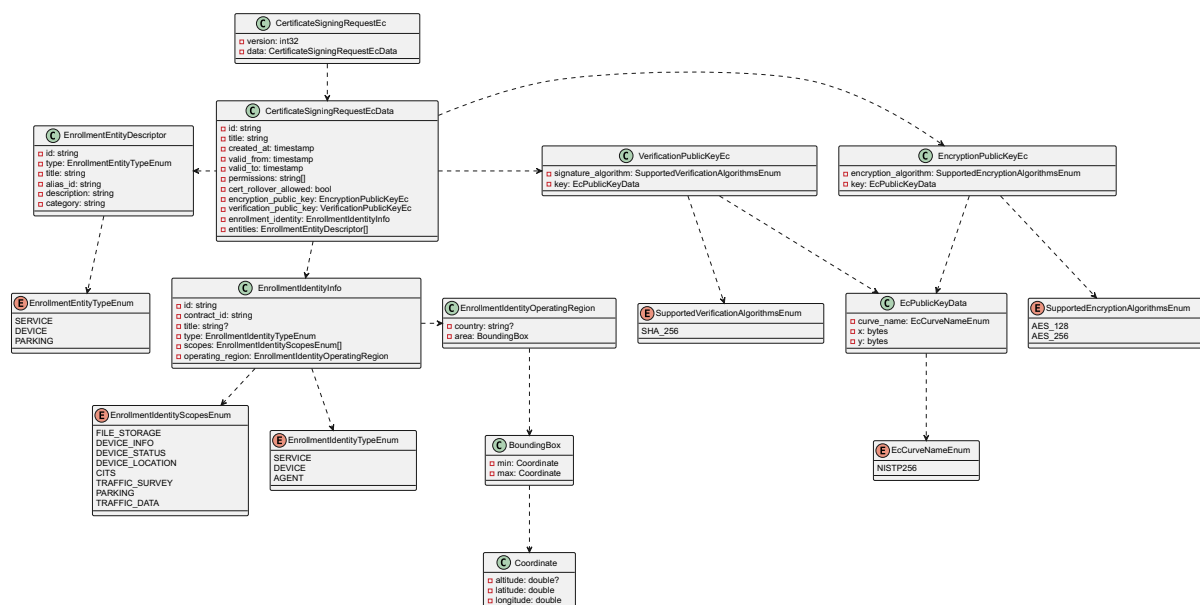 C CertificateSigningRequestEc
version: int32
data: CertificateSigningRequestEcData
C CertificateSigningRequestEcData
id: string
title: string
created_at: timestamp
valid_from: timestamp
valid_to: timestamp
permissions: string[]
cert_rollover_allowed: bool
encryption_public_key: EncryptionPublicKeyEc
verification_public_key: VerificationPublicKeyEc
enrollment_identity: EnrollmentIdentityInfo
entities: EnrollmentEntityDescriptor[]
C EnrollmentEntityDescriptor
id: string
type: EnrollmentEntityTypeEnum
title: string
alias_id: string
description: string
category: string
C VerificationPublicKeyEc
signature_algorithm: SupportedVerificationAlgorithmsEnum
key: EcPublicKeyData
C EncryptionPublicKeyEc
encryption_algorithm: SupportedEncryptionAlgorithmsEnum
key: EcPublicKeyData
E EnrollmentEntityTypeEnum
SERVICE
DEVICE
PARKING
C EnrollmentIdentityInfo
id: string
contract_id: string
title: string?
type: EnrollmentIdentityTypeEnum
scopes: EnrollmentIdentityScopesEnum[]
operating_region: EnrollmentIdentityOperatingRegion
C EnrollmentIdentityOperatingRegion
country: string?
area: BoundingBox
E SupportedVerificationAlgorithmsEnum
SHA_256
C EcPublicKeyData
curve_name: EcCurveNameEnum
x: bytes
y: bytes
E SupportedEncryptionAlgorithmsEnum
AES_128
AES_256
E EnrollmentIdentityScopesEnum
FILE_STORAGE
DEVICE_INFO
DEVICE_STATUS
DEVICE_LOCATION
CITS
TRAFFIC_SURVEY
PARKING
TRAFFIC_DATA
E EnrollmentIdentityTypeEnum
SERVICE
DEVICE
AGENT
C BoundingBox
min: Coordinate
max: Coordinate
E EcCurveNameEnum
NISTP256
C Coordinate
altitude: double?
latitude: double
longitude: double